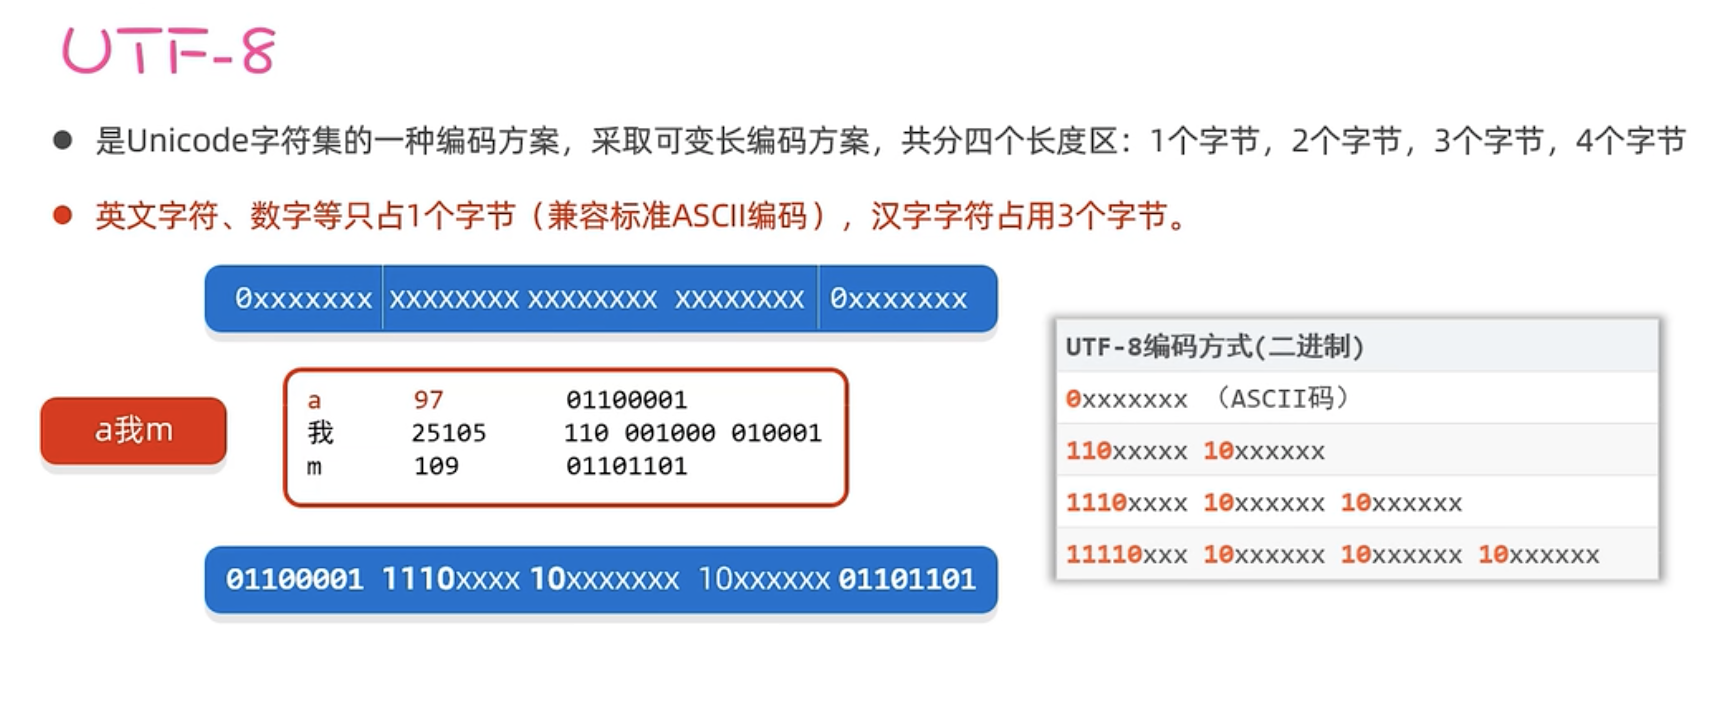 UTF-8
是Unicode字符集的一种编码方案，采取可变长编码方案，共分四个长度区：1个字节，2个字节，3个字节，4个字节
英文字符、数字等只占1个字节（兼容标准ASCII编码），汉字字符占用3个字节。
0xxxxxxx xxxxxxxx xxxxxxxx xxxxxxxx 0xxxxxxx
a我m
a 97 01100001
我 25105 110 001000 010001
m 109 01101101
01100001 1110xxxx 10xxxxxxx 10xxxxxx 01101101
UTF-8编码方式(二进制)
0xxxxxxx （ASCII码）
110xxxxx 10xxxxxx
1110xxxx 10xxxxxx 10xxxxxx
11110xxx 10xxxxxx 10xxxxxx 10xxxxxx